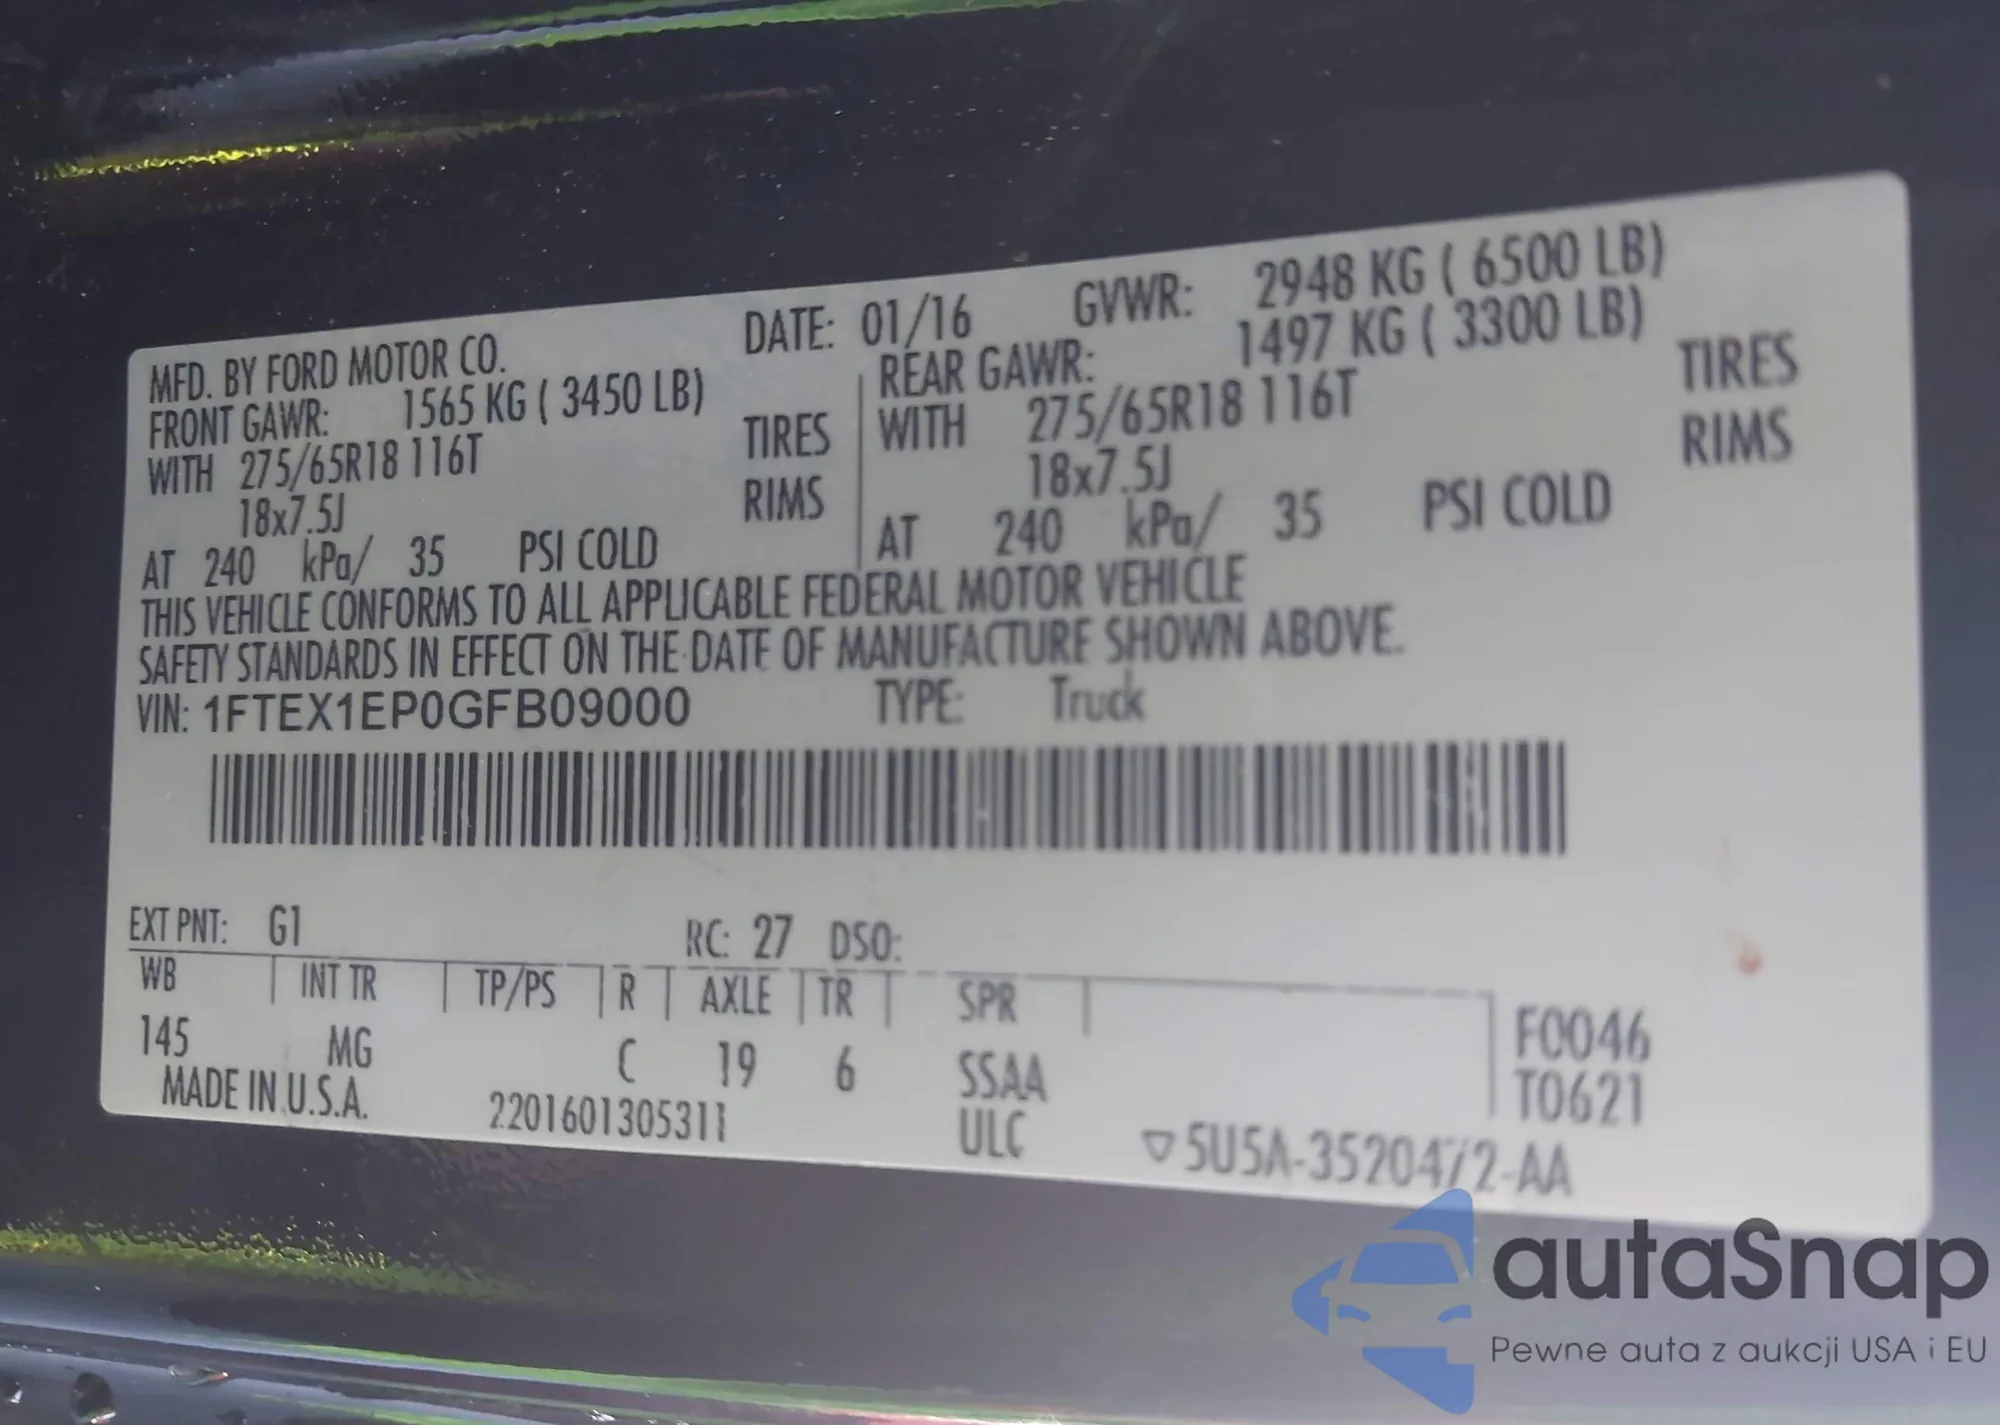 MFD. BY FORD MOTOR CO. DATE: 01/16 GVWR: 2948 KG ( 6500 LB)
FRONT GAWR: 1565 KG ( 3450 LB) REAR GAWR: 1497 KG ( 3300 LB)
WITH 275/65R18 116T TIRES WITH 275/65R18 116T TIRES
18x7.5J RIMS 18x7.5J RIMS
AT 240 kPa/ 35 PSI COLD AT 240 kPa/ 35 PSI COLD
THIS VEHICLE CONFORMS TO ALL APPLICABLE FEDERAL MOTOR VEHICLE
SAFETY STANDARDS IN EFFECT ON THE DATE OF MANUFACTURE SHOWN ABOVE.
VIN: 1FTEX1EP0GFB09000 TYPE: Truck
EXT PNT: G1 RC: 27 DSO:
WB INT TR TP/PS R AXLE TR SPR
145 MG C 19 6 SSAA F0046
MADE IN U.S.A. 2201601305311 ULC T0621
5U5A-3520472-AA
autaSnap
Pewne auta z aukcji USA i EU